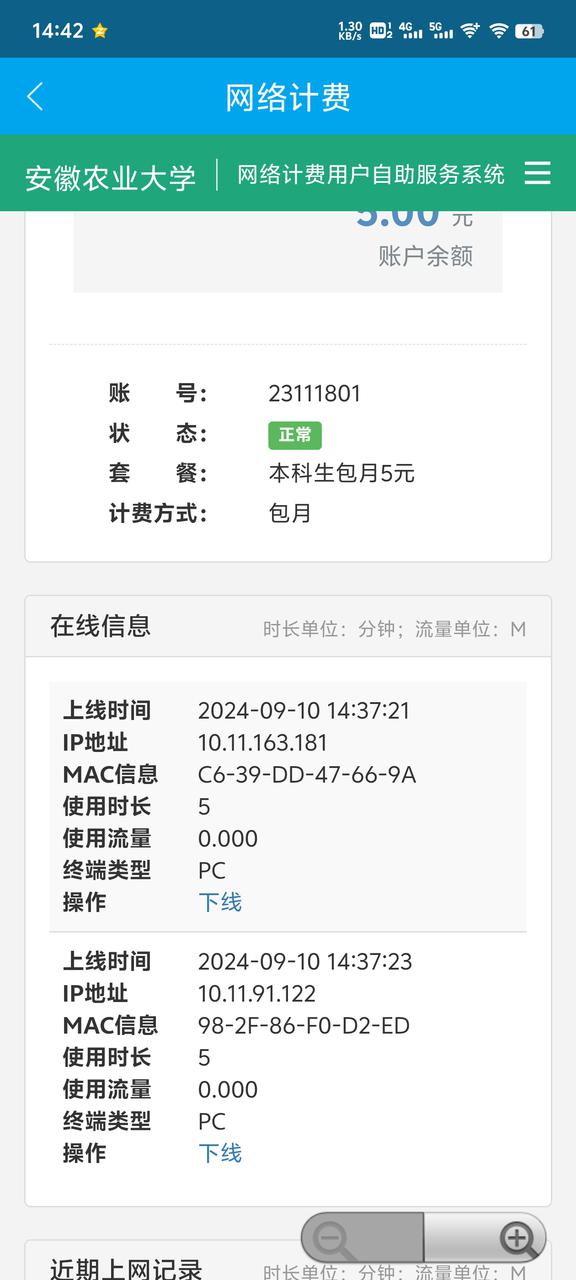 14:42
1.30 KB/s HD 1 2 4G 5G 61
网络计费
安徽农业大学 网络计费用户自助服务系统
5.00 元
账户余额
账 号： 23111801
状 态： 正常
套 餐： 本科生包月5元
计费方式： 包月
在线信息 时长单位：分钟；流量单位：M
上线时间 2024-09-10 14:37:21
IP地址 10.11.163.181
MAC信息 C6-39-DD-47-66-9A
使用时长 5
使用流量 0.000
终端类型 PC
操作 下线
上线时间 2024-09-10 14:37:23
IP地址 10.11.91.122
MAC信息 98-2F-86-F0-D2-ED
使用时长 5
使用流量 0.000
终端类型 PC
操作 下线
近期上网记录 时长单位：分钟；流量单位：M